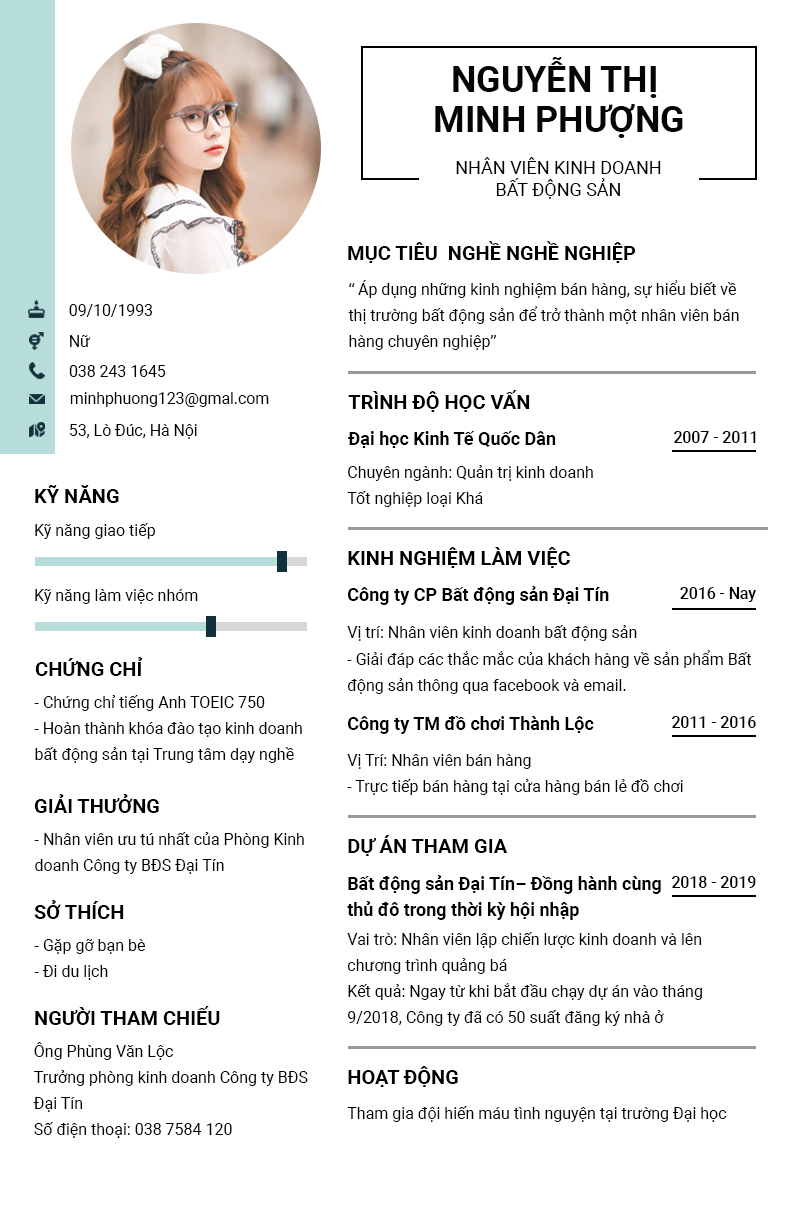 NGUYỄN THỊ
MINH PHƯỢNG
NHÂN VIÊN KINH DOANH
BẤT ĐỘNG SẢN
09/10/1993
Nữ
038 243 1645
minhphuong123@gmal.com
53, Lò Đúc, Hà Nội
KỸ NĂNG
Kỹ năng giao tiếp
Kỹ năng làm việc nhóm
CHỨNG CHỈ
- Chứng chỉ tiếng Anh TOEIC 750
- Hoàn thành khóa đào tạo kinh doanh
bất động sản tại Trung tâm dạy nghề
GIẢI THƯỞNG
- Nhân viên ưu tú nhất của Phòng Kinh
doanh Công ty BĐS Đại Tín
SỞ THÍCH
- Gặp gỡ bạn bè
- Đi du lịch
NGƯỜI THAM CHIẾU
Ông Phùng Văn Lộc
Trưởng phòng kinh doanh Công ty BĐS
Đại Tín
Số điện thoại: 038 7584 120
MỤC TIÊU  NGHỀ NGHỀ NGHIỆP
“ Áp dụng những kinh nghiệm bán hàng, sự hiểu biết về
thị trường bất động sản để trở thành một nhân viên bán
hàng chuyên nghiệp”
TRÌNH ĐỘ HỌC VẤN
Đại học Kinh Tế Quốc Dân 2007 - 2011
Chuyên ngành: Quản trị kinh doanh
Tốt nghiệp loại Khá
KINH NGHIỆM LÀM VIỆC
Công ty CP Bất động sản Đại Tín 2016 - Nay
Vị trí: Nhân viên kinh doanh bất động sản
- Giải đáp các thắc mắc của khách hàng về sản phẩm Bất
động sản thông qua facebook và email.
Công ty TM đồ chơi Thành Lộc 2011 - 2016
Vị Trí: Nhân viên bán hàng
- Trực tiếp bán hàng tại cửa hàng bán lẻ đồ chơi
DỰ ÁN THAM GIA
Bất động sản Đại Tín– Đồng hành cùng 2018 - 2019
thủ đô trong thời kỳ hội nhập
Vai trò: Nhân viên lập chiến lược kinh doanh và lên
chương trình quảng bá
Kết quả: Ngay từ khi bắt đầu chạy dự án vào tháng
9/2018, Công ty đã có 50 suất đăng ký nhà ở
HOẠT ĐỘNG
Tham gia đội hiến máu tình nguyện tại trường Đại học